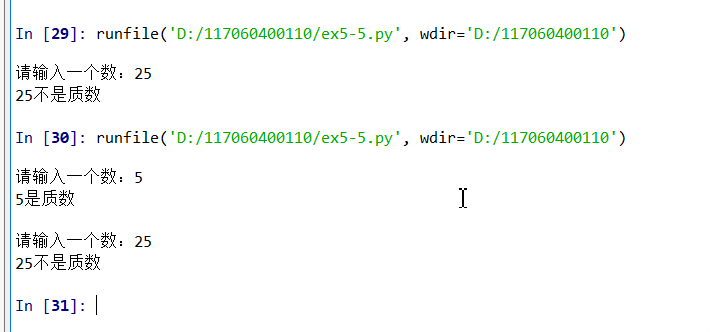 In [29]: runfile('D:/117060400110/ex5-5.py', wdir='D:/117060400110')
请输入一个数：25
25不是质数
In [30]: runfile('D:/117060400110/ex5-5.py', wdir='D:/117060400110')
请输入一个数：5
5是质数
请输入一个数：25
25不是质数
In [31]: